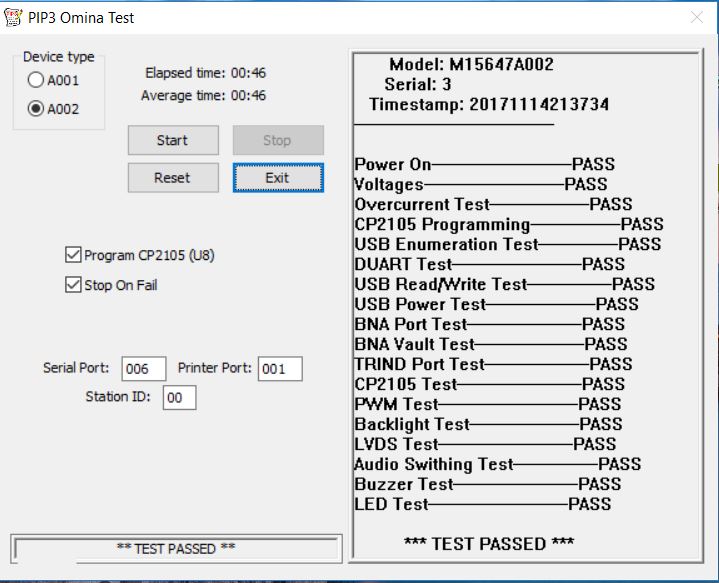 PIP3 Omina Test
Device type
A001
A002
Elapsed time: 00:46
Average time: 00:46
Start
Stop
Reset
Exit
Program CP2105 (U8)
Stop On Fail
Serial Port: 006 Printer Port: 001
Station ID: 00
** TEST PASSED **
Model: M15647A002
Serial: 3
Timestamp: 20171114213734
Power On PASS
Voltages PASS
Overcurrent Test PASS
CP2105 Programming PASS
USB Enumeration Test PASS
DUART Test PASS
USB Read/Write Test PASS
USB Power Test PASS
BNA Port Test PASS
BNA Vault Test PASS
TRIND Port Test PASS
CP2105 Test PASS
PWM Test PASS
Backlight Test PASS
LVDS Test PASS
Audio Swithing Test PASS
Buzzer Test PASS
LED Test PASS
*** TEST PASSED ***